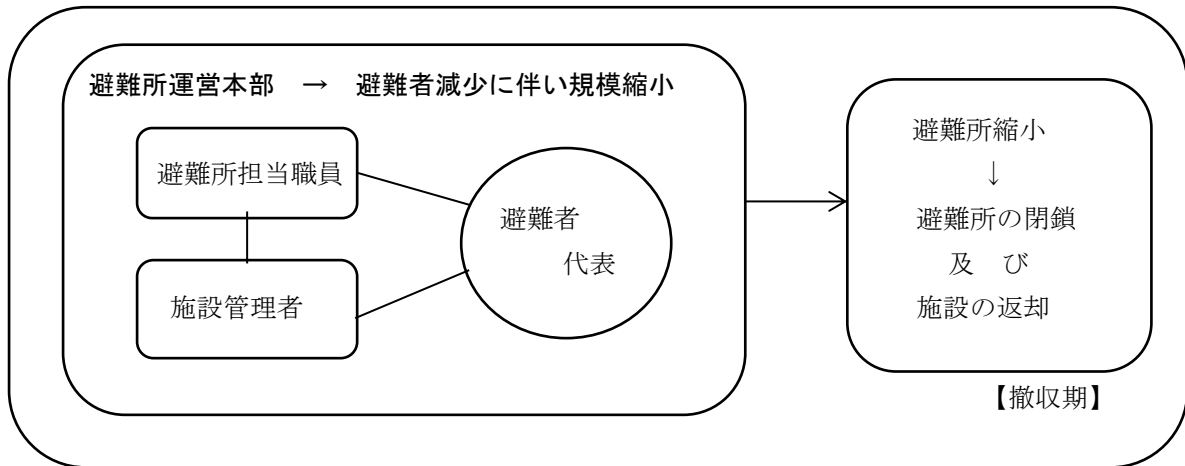 避難所運営本部　→　避難者減少に伴い規模縮小
避難所担当職員
施設管理者
避難者
代表
避難所縮小
↓
避難所の閉鎖
及　び
施設の返却
【撤収期】